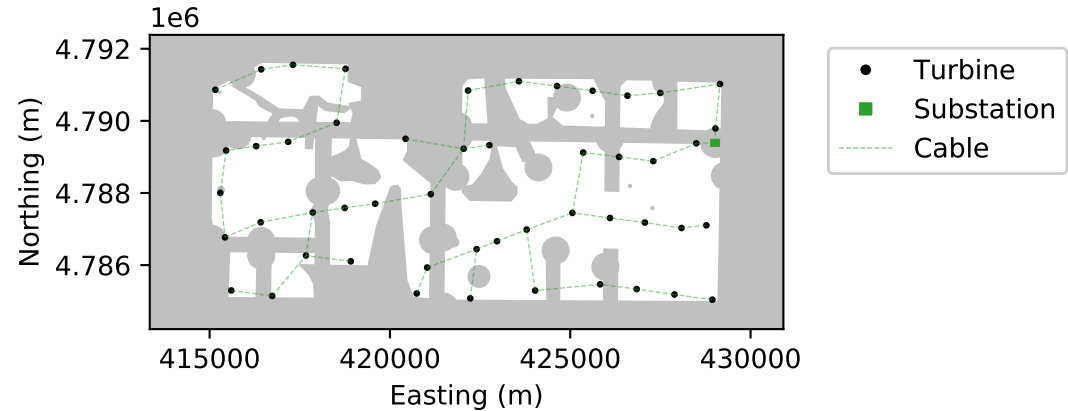 1e6
4.792
4.790
4.788
4.786
Northing (m)
415000 420000 425000 430000
Easting (m)
Turbine
Substation
Cable